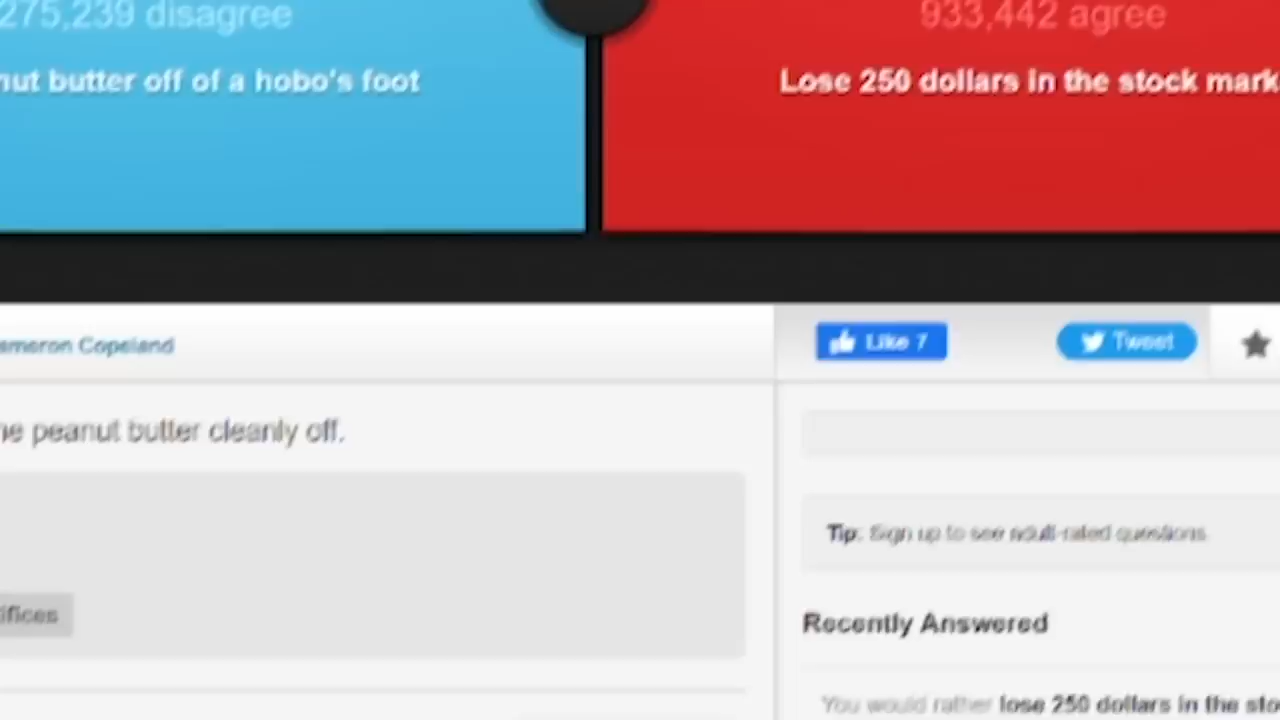 275,239 disagree
933,442 agree
nut butter off of a hobo's foot
Lose 250 dollars in the stock mark
ameron Copeland
Like 7
Tweet
he peanut butter cleanly off.
Tip: Sign up to see adult-rated questions.
ifices
Recently Answered
You would rather lose 250 dollars in the sto